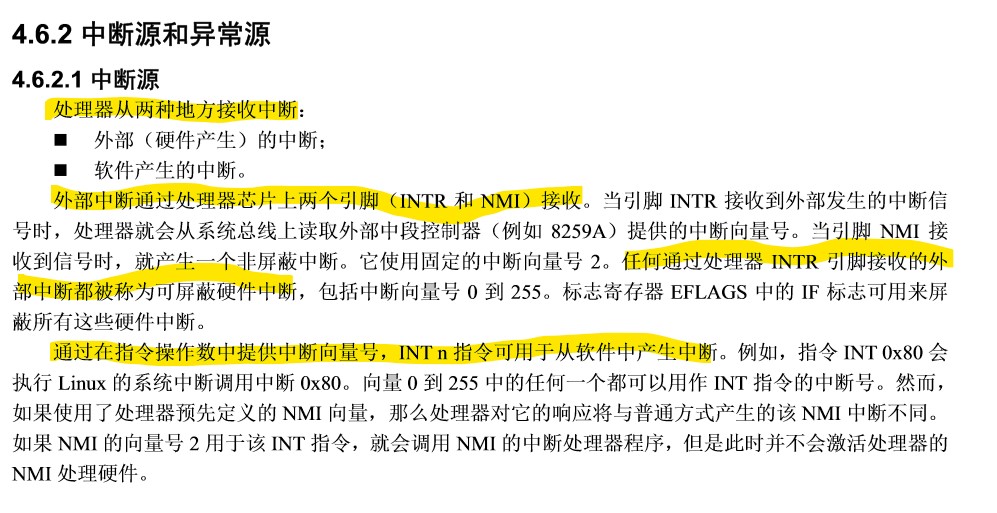 4.6.2 中断源和异常源
4.6.2.1 中断源
处理器从两种地方接收中断：
■ 外部（硬件产生）的中断；
■ 软件产生的中断。
外部中断通过处理器芯片上两个引脚（INTR 和 NMI）接收。当引脚 INTR 接收到外部发生的中断信
号时，处理器就会从系统总线上读取外部中段控制器（例如 8259A）提供的中断向量号。当引脚 NMI 接
收到信号时，就产生一个非屏蔽中断。它使用固定的中断向量号 2。任何通过处理器 INTR 引脚接收的外
部中断都被称为可屏蔽硬件中断，包括中断向量号 0 到 255。标志寄存器 EFLAGS 中的 IF 标志可用来屏
蔽所有这些硬件中断。
通过在指令操作数中提供中断向量号，INT n 指令可用于从软件中产生中断。例如，指令 INT 0x80 会
执行 Linux 的系统中断调用中断 0x80。向量 0 到 255 中的任何一个都可以用作 INT 指令的中断号。然而，
如果使用了处理器预先定义的 NMI 向量，那么处理器对它的响应将与普通方式产生的该 NMI 中断不同。
如果 NMI 的向量号 2 用于该 INT 指令，就会调用 NMI 的中断处理器程序，但是此时并不会激活处理器的
NMI 处理硬件。